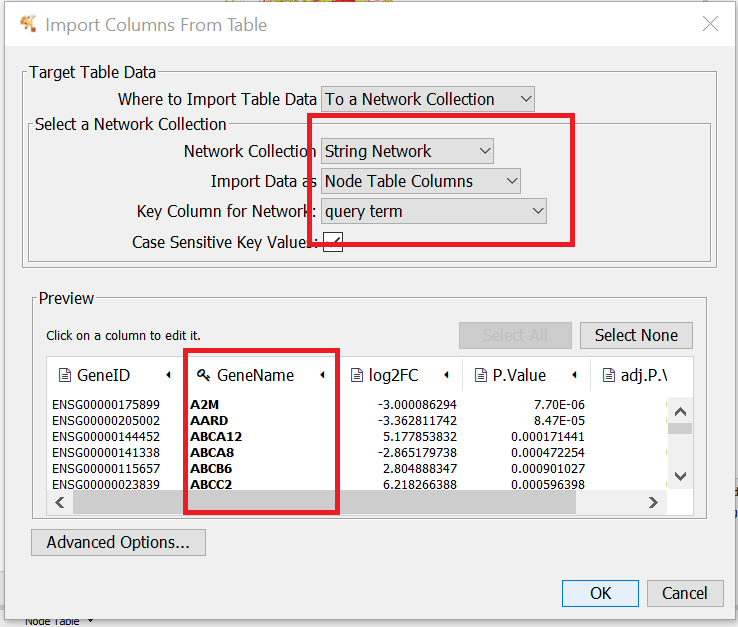 Import Columns From Table
Target Table Data
Where to Import Table Data To a Network Collection
Select a Network Collection
Network Collection String Network
Import Data as Node Table Columns
Key Column for Network: query term
Case Sensitive Key Values:
Preview
Click on a column to edit it.
Select All Select None
GeneID GeneName log2FC P.Value adj.P.V
ENSG00000175899 A2M -3.000086294 7.70E-06
ENSG00000205002 AARD -3.362811742 8.47E-05
ENSG00000144452 ABCA12 5.177853832 0.000171441
ENSG00000141338 ABCA8 -2.865179738 0.000472254
ENSG00000115657 ABCB6 2.804888347 0.000901027
ENSG00000023839 ABCC2 6.218266388 0.000596398
Advanced Options...
OK Cancel
Node Table